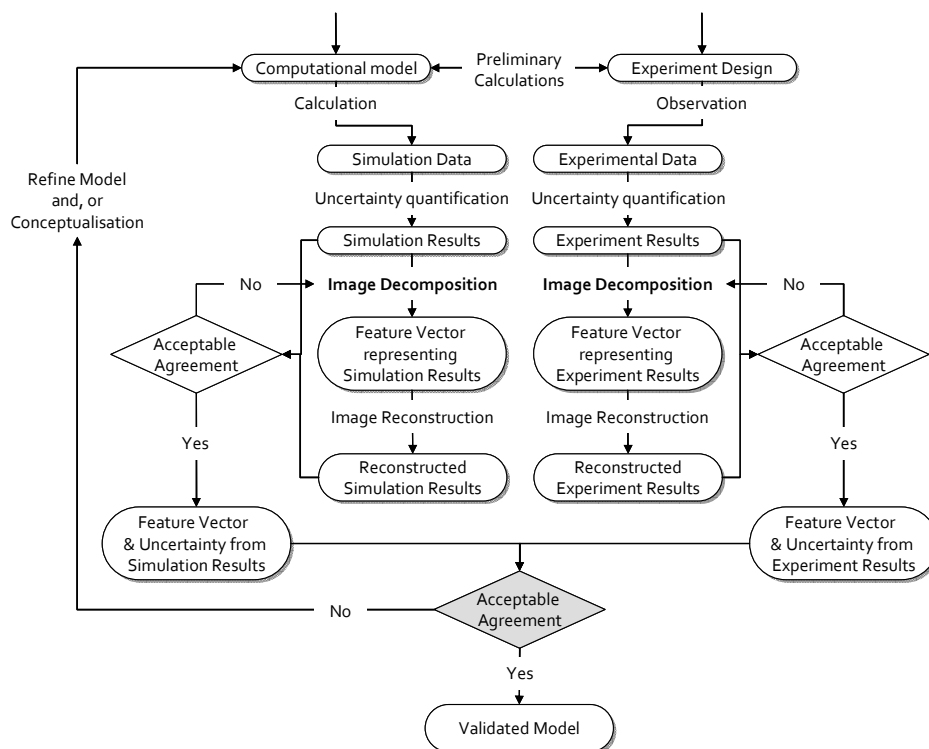 Computational model
Preliminary
Calculations
Experiment Design
Calculation
Observation
Simulation Data
Experimental Data
Refine Model
and, or
Conceptualisation
Uncertainty quantification
Uncertainty quantification
Simulation Results
Experiment Results
No
Image Decomposition
Image Decomposition
No
Acceptable
Agreement
Feature Vector
representing
Simulation Results
Feature Vector
representing
Experiment Results
Acceptable
Agreement
Image Reconstruction
Image Reconstruction
Yes
Yes
Reconstructed
Simulation Results
Reconstructed
Experiment Results
Feature Vector
& Uncertainty from
Simulation Results
Feature Vector
& Uncertainty from
Experiment Results
No
Acceptable
Agreement
Yes
Validated Model